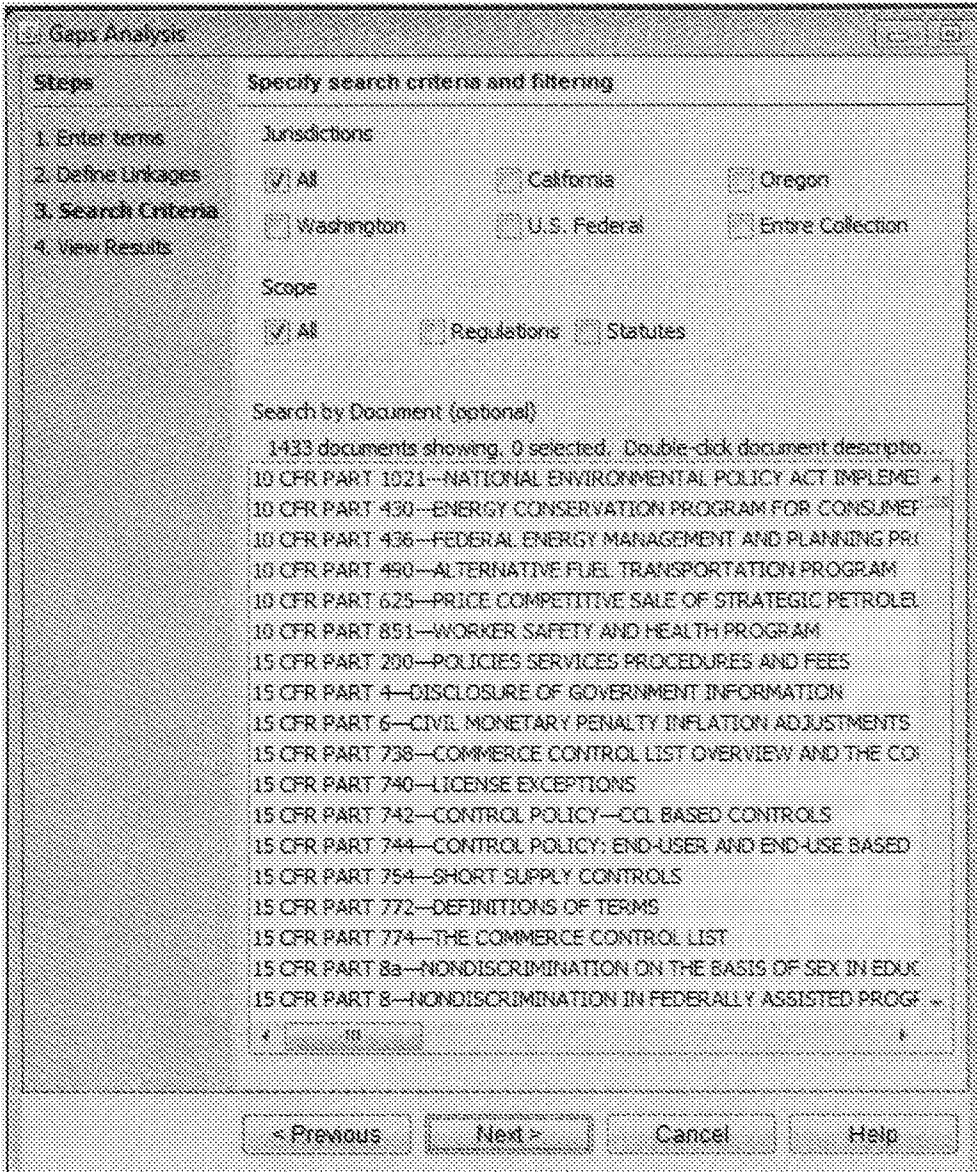 Gaps Analysis
Steps
1. Enter terms
2. Define Linkages
3. Search Criteria
4. View Results
Specify search criteria and filtering
Jurisdictions
All California Oregon
Washington U.S. Federal Entire Collection
Scope
All Regulations Statutes
Search by Document (optional)
1433 documents showing. 0 selected. Double-click document descriptio...
10 CFR PART 1021—NATIONAL ENVIRONMENTAL POLICY ACT IMPLEME
10 CFR PART 430—ENERGY CONSERVATION PROGRAM FOR CONSUMER
10 CFR PART 436—FEDERAL ENERGY MANAGEMENT AND PLANNING PRO
10 CFR PART 490—ALTERNATIVE FUEL TRANSPORTATION PROGRAM
10 CFR PART 625—PRICE COMPETITIVE SALE OF STRATEGIC PETROLEU
10 CFR PART 851—WORKER SAFETY AND HEALTH PROGRAM
15 CFR PART 200—POLICIES SERVICES PROCEDURES AND FEES
15 CFR PART 4—DISCLOSURE OF GOVERNMENT INFORMATION
15 CFR PART 6—CIVIL MONETARY PENALTY INFLATION ADJUSTMENTS
15 CFR PART 738—COMMERCE CONTROL LIST OVERVIEW AND THE CO
15 CFR PART 740—LICENSE EXCEPTIONS
15 CFR PART 742—CONTROL POLICY—CCL BASED CONTROLS
15 CFR PART 744—CONTROL POLICY: END-USER AND END-USE BASED
15 CFR PART 754—SHORT SUPPLY CONTROLS
15 CFR PART 772—DEFINITIONS OF TERMS
15 CFR PART 774—THE COMMERCE CONTROL LIST
15 CFR PART 8a—NONDISCRIMINATION ON THE BASIS OF SEX IN EDUC
15 CFR PART 8—NONDISCRIMINATION IN FEDERALLY ASSISTED PROGR
< Previous Next > Cancel Help